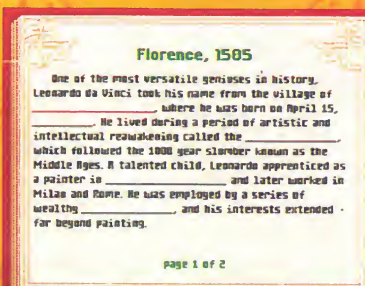 Florence, 1505
One of the most versatile geniuses in history,
Leonardo da Vinci took his name from the village of
____________, where he was born on April 15,
______. He lived during a period of artistic and
intellectual reawakening called the ____________,
which followed the 1000 year slumber known as the
Middle Ages. A talented child, Leonardo apprenticed as
a painter in ______________ and later worked in
Milan and Rome. He was employed by a series of
wealthy ____________, and his interests extended
far beyond painting.
page 1 of 2